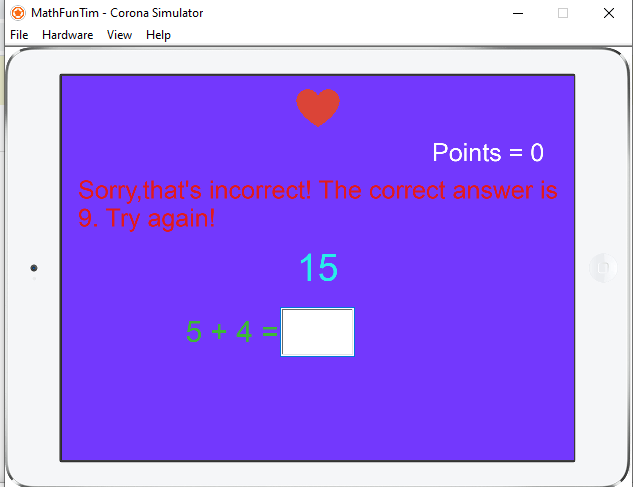 MathFunTim - Corona Simulator
File Hardware View Help
Points = 0
Sorry,that's incorrect! The correct answer is
9. Try again!
15
5 + 4 =